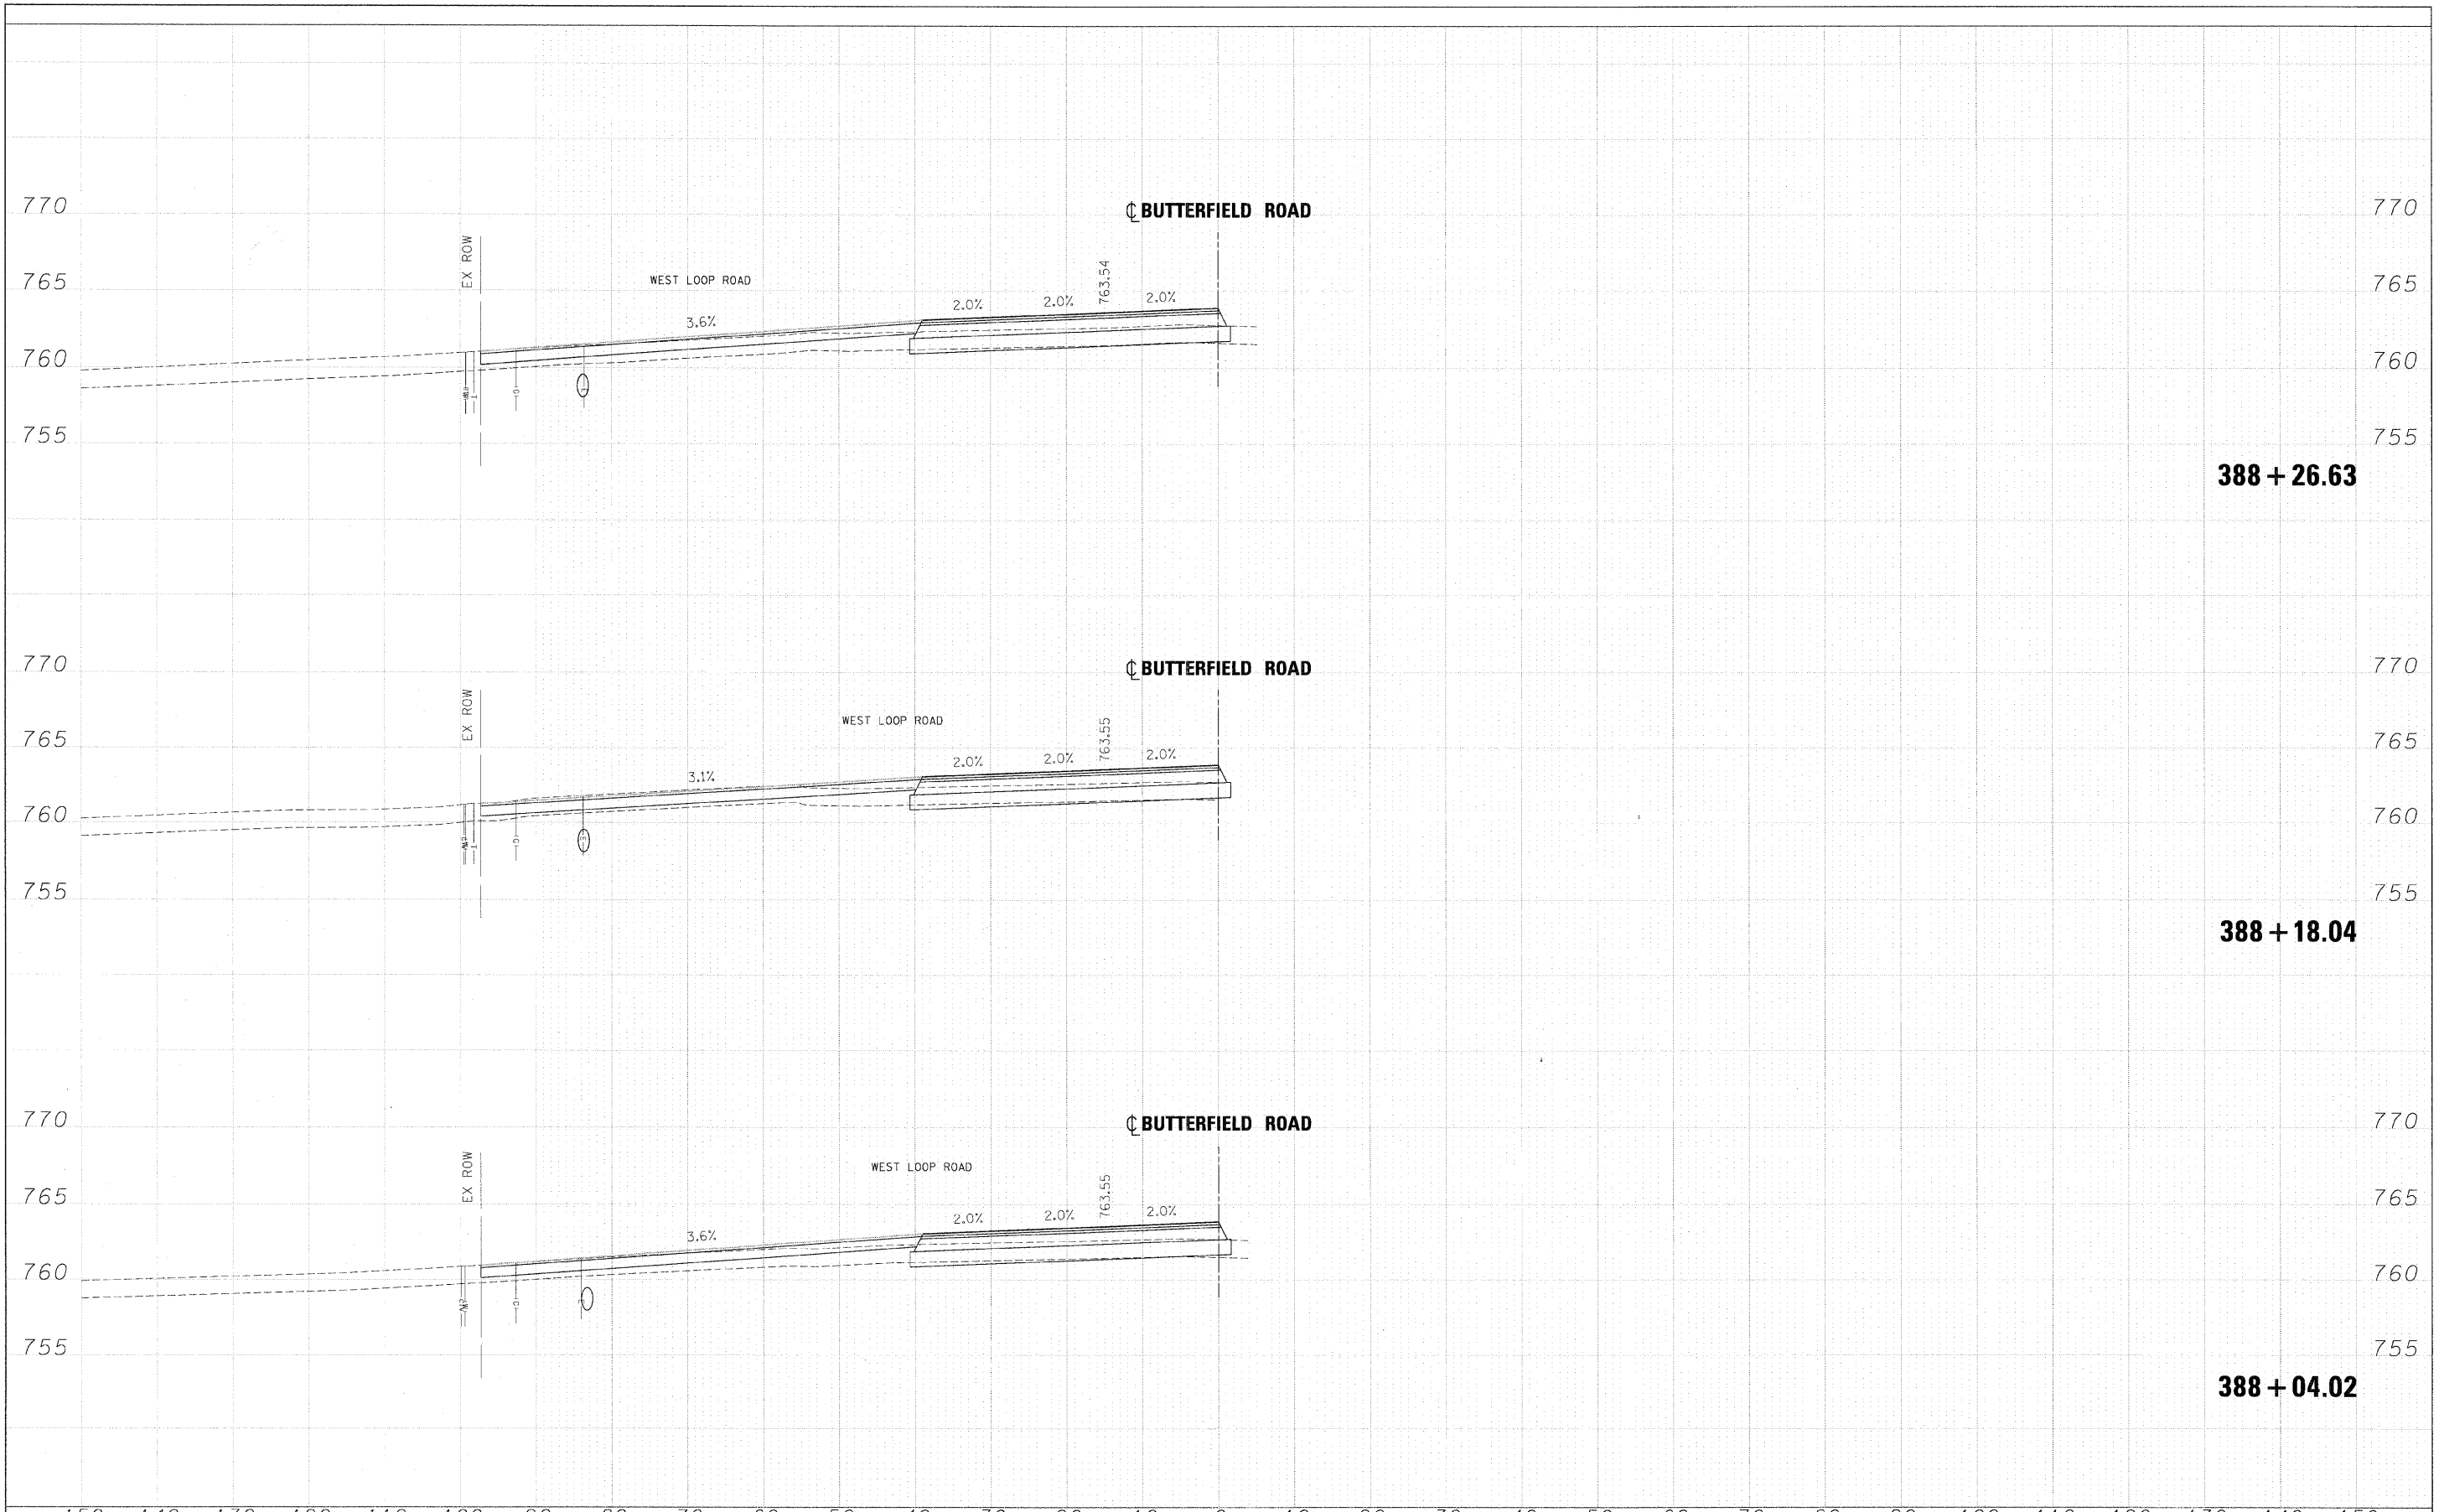 ℄ BUTTERFIELD ROAD
770 770
EX ROW
WEST LOOP ROAD
763.54
765 765
3.6% 2.0% 2.0% 2.0%
760 760
755 755
388+26.63
℄ BUTTERFIELD ROAD
770 770
EX ROW
WEST LOOP ROAD
763.55
765 765
3.1% 2.0% 2.0% 2.0%
760 760
755 755
388+18.04
℄ BUTTERFIELD ROAD
770 770
EX ROW
WEST LOOP ROAD
763.55
765 765
3.6% 2.0% 2.0% 2.0%
760 760
755 755
388+04.02